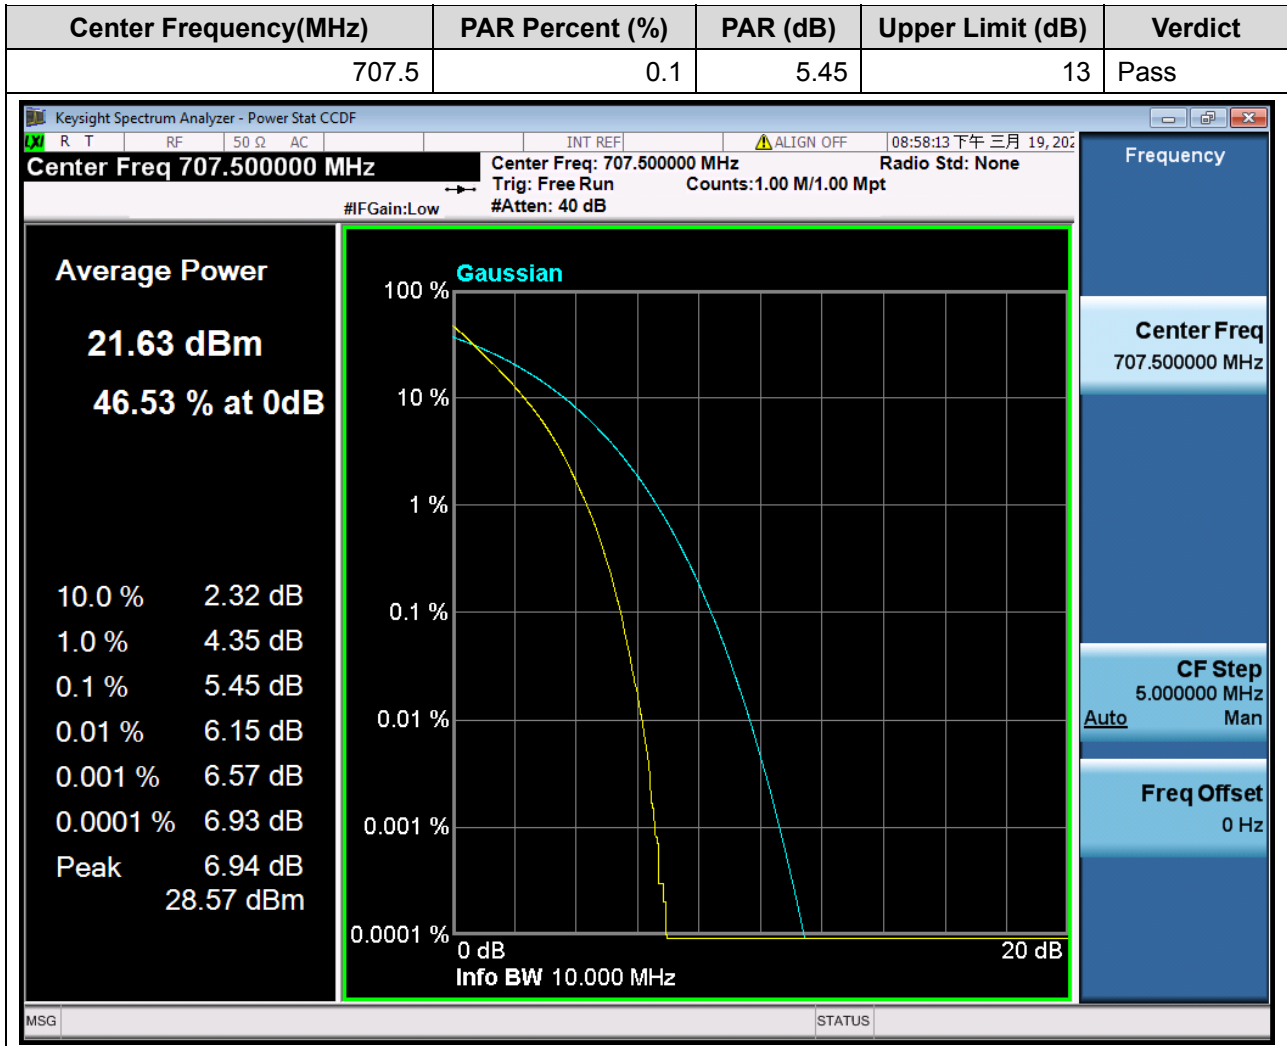 Center Frequency(MHz) PAR Percent (%) PAR (dB) Upper Limit (dB) Verdict
707.5 0.1 5.45 13 Pass
Keysight Spectrum Analyzer - Power Stat CCDF
LXI R T RF 50 Ω AC INT REF ⚠ALIGN OFF 08:58:13 下午 三月 19, 202
Center Freq 707.500000 MHz
Center Freq: 707.500000 MHz Radio Std: None
Trig: Free Run Counts:1.00 M/1.00 Mpt
#IFGain:Low #Atten: 40 dB
Average Power
21.63 dBm
46.53 % at 0dB
10.0 % 2.32 dB
1.0 % 4.35 dB
0.1 % 5.45 dB
0.01 % 6.15 dB
0.001 % 6.57 dB
0.0001 % 6.93 dB
Peak 6.94 dB
28.57 dBm
Gaussian
100 %
10 %
1 %
0.1 %
0.01 %
0.001 %
0.0001 %
0 dB 20 dB
Info BW 10.000 MHz
Frequency
Center Freq
707.500000 MHz
CF Step
5.000000 MHz
Auto Man
Freq Offset
0 Hz
MSG STATUS